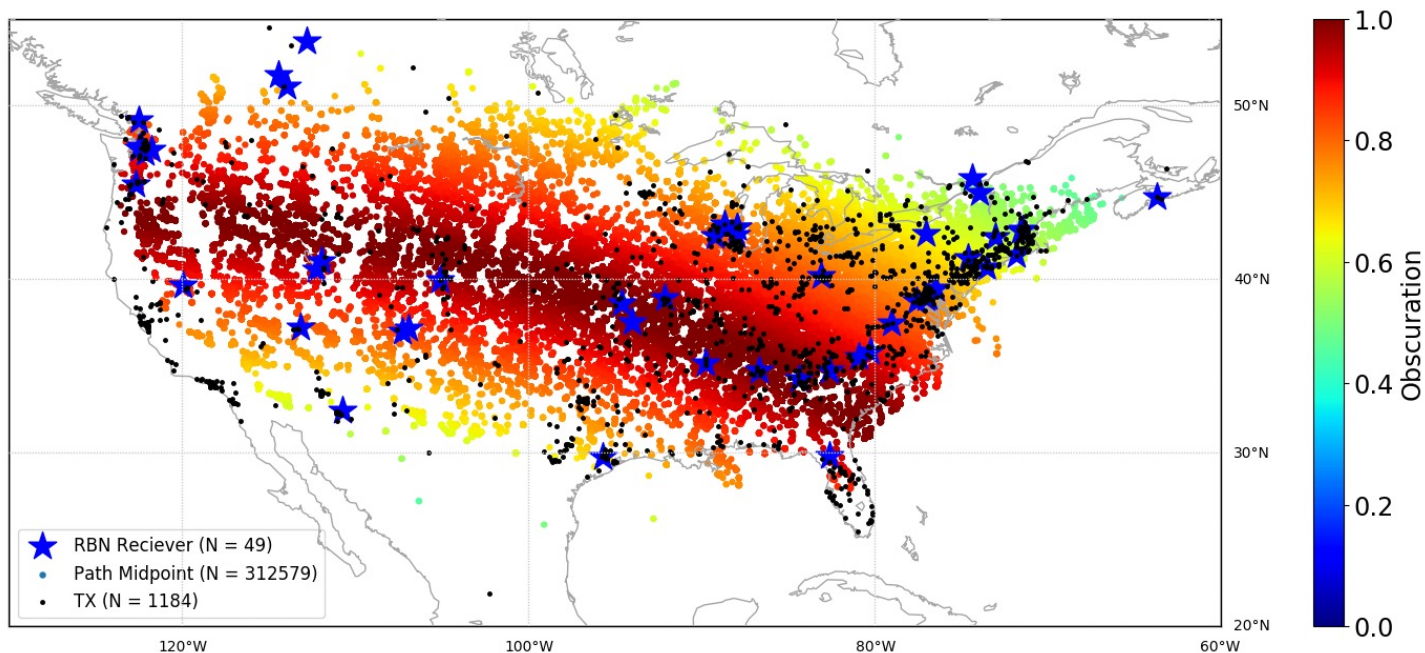 1.0
50°N
0.8
40°N
0.6
Obscuration
0.4
30°N
0.2
RBN Reciever (N = 49)
Path Midpoint (N = 312579)
TX (N = 1184)
20°N
0.0
120°W
100°W
80°W
60°W